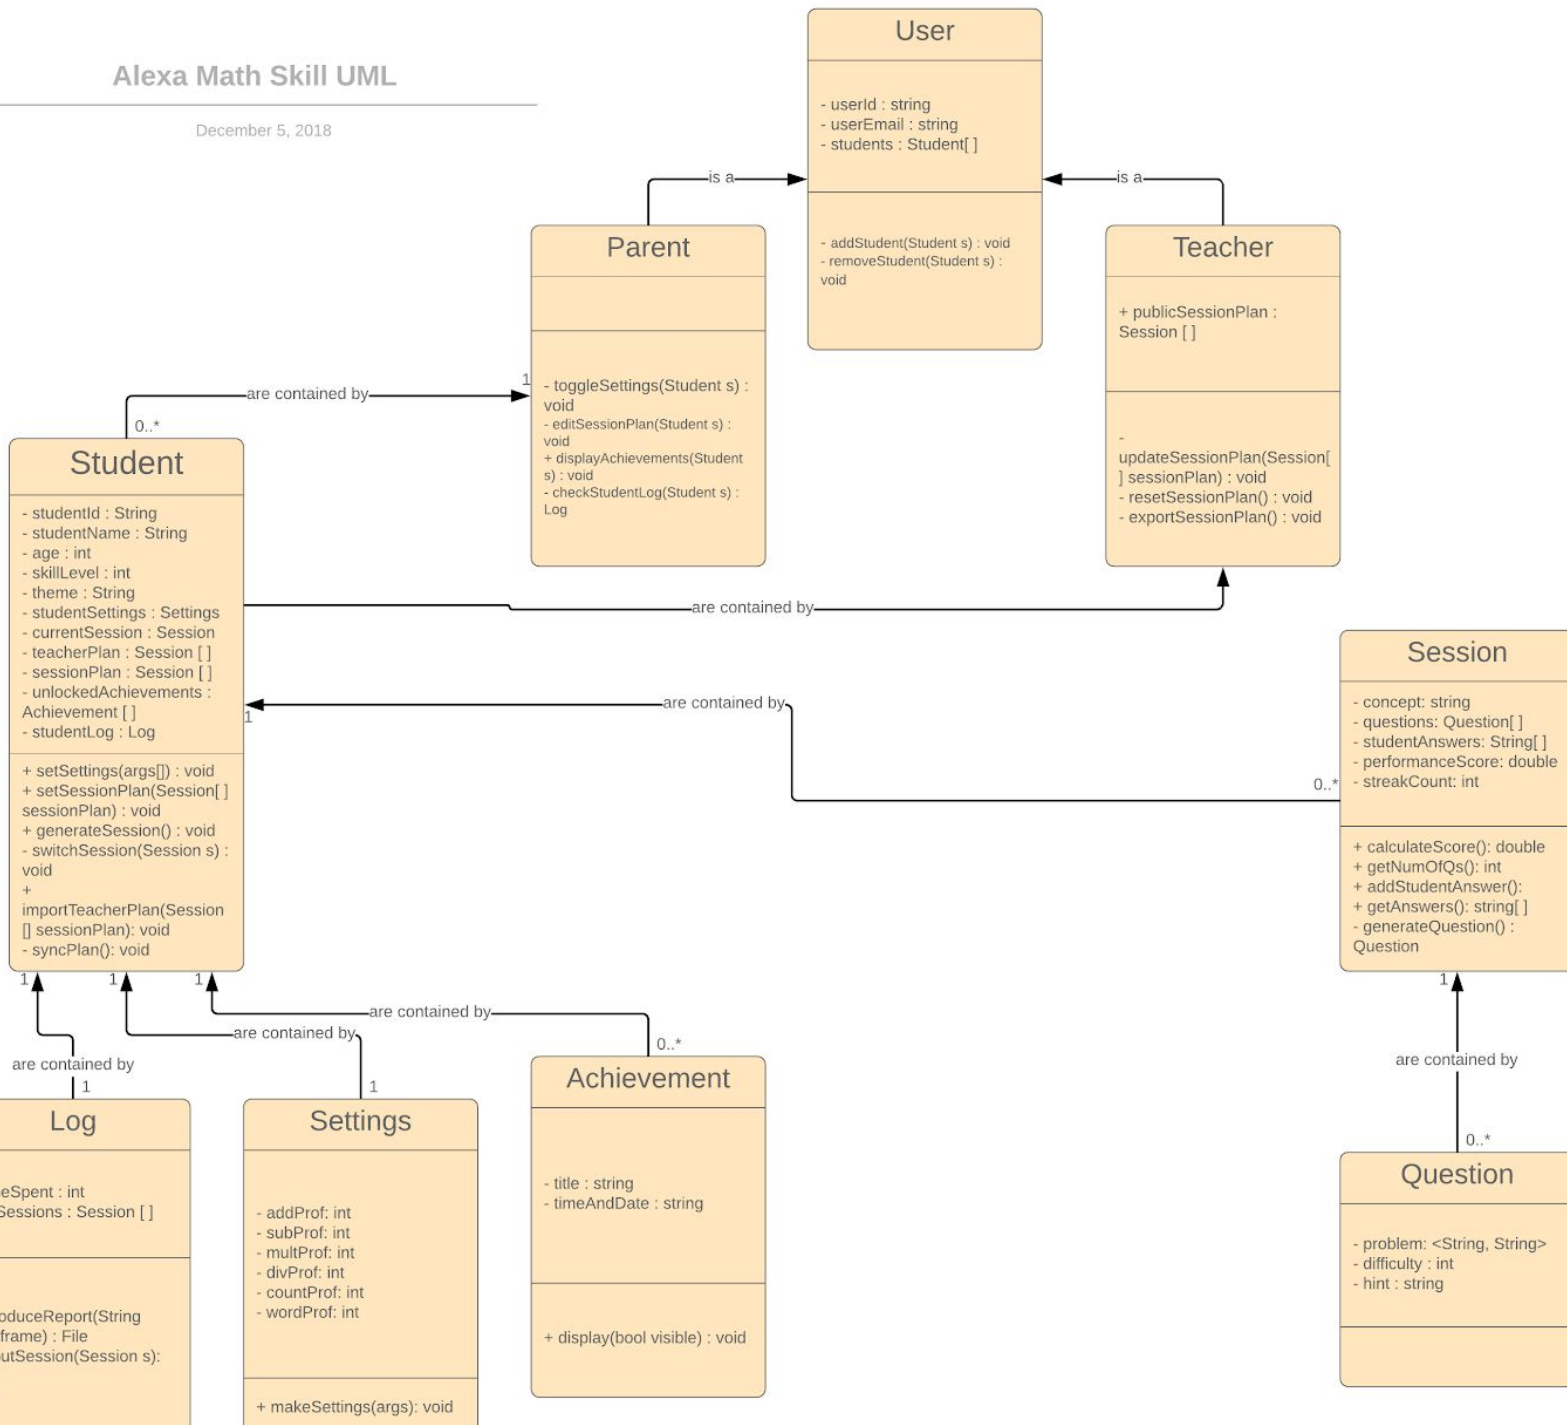 Alexa Math Skill UML
December 5, 2018
User
- userId : string
- userEmail : string
- students : Student[ ]
- addStudent(Student s) : void
- removeStudent(Student s) :
void
is a
is a
Parent
- toggleSettings(Student s) :
void
- editSessionPlan(Student s) :
void
+ displayAchievements(Student
s) : void
- checkStudentLog(Student s) :
Log
Teacher
+ publicSessionPlan :
Session [ ]
-
updateSessionPlan(Session[
] sessionPlan) : void
- resetSessionPlan() : void
- exportSessionPlan() : void
1
are contained by
0..*
Student
- studentId : String
- studentName : String
- age : int
- skillLevel : int
- theme : String
- studentSettings : Settings
- currentSession : Session
- teacherPlan : Session [ ]
- sessionPlan : Session [ ]
- unlockedAchievements :
Achievement [ ]
- studentLog : Log
+ setSettings(args[]) : void
+ setSessionPlan(Session[ ]
sessionPlan) : void
+ generateSession() : void
- switchSession(Session s) :
void
+
importTeacherPlan(Session
[] sessionPlan): void
- syncPlan(): void
are contained by
are contained by
1
0..*
Session
- concept: string
- questions: Question[ ]
- studentAnswers: String[ ]
- performanceScore: double
- streakCount: int
+ calculateScore(): double
+ getNumOfQs(): int
+ addStudentAnswer():
+ getAnswers(): string[ ]
- generateQuestion() :
Question
1
1
1
1
are contained by
are contained by
are contained by
are contained by
1
1
0..*
0..*
Log
eSpent : int
Sessions : Session [ ]
oduceReport(String
frame) : File
utSession(Session s):
Settings
- addProf: int
- subProf: int
- multProf: int
- divProf: int
- countProf: int
- wordProf: int
+ makeSettings(args): void
Achievement
- title : string
- timeAndDate : string
+ display(bool visible) : void
Question
- problem: <String, String>
- difficulty : int
- hint : string